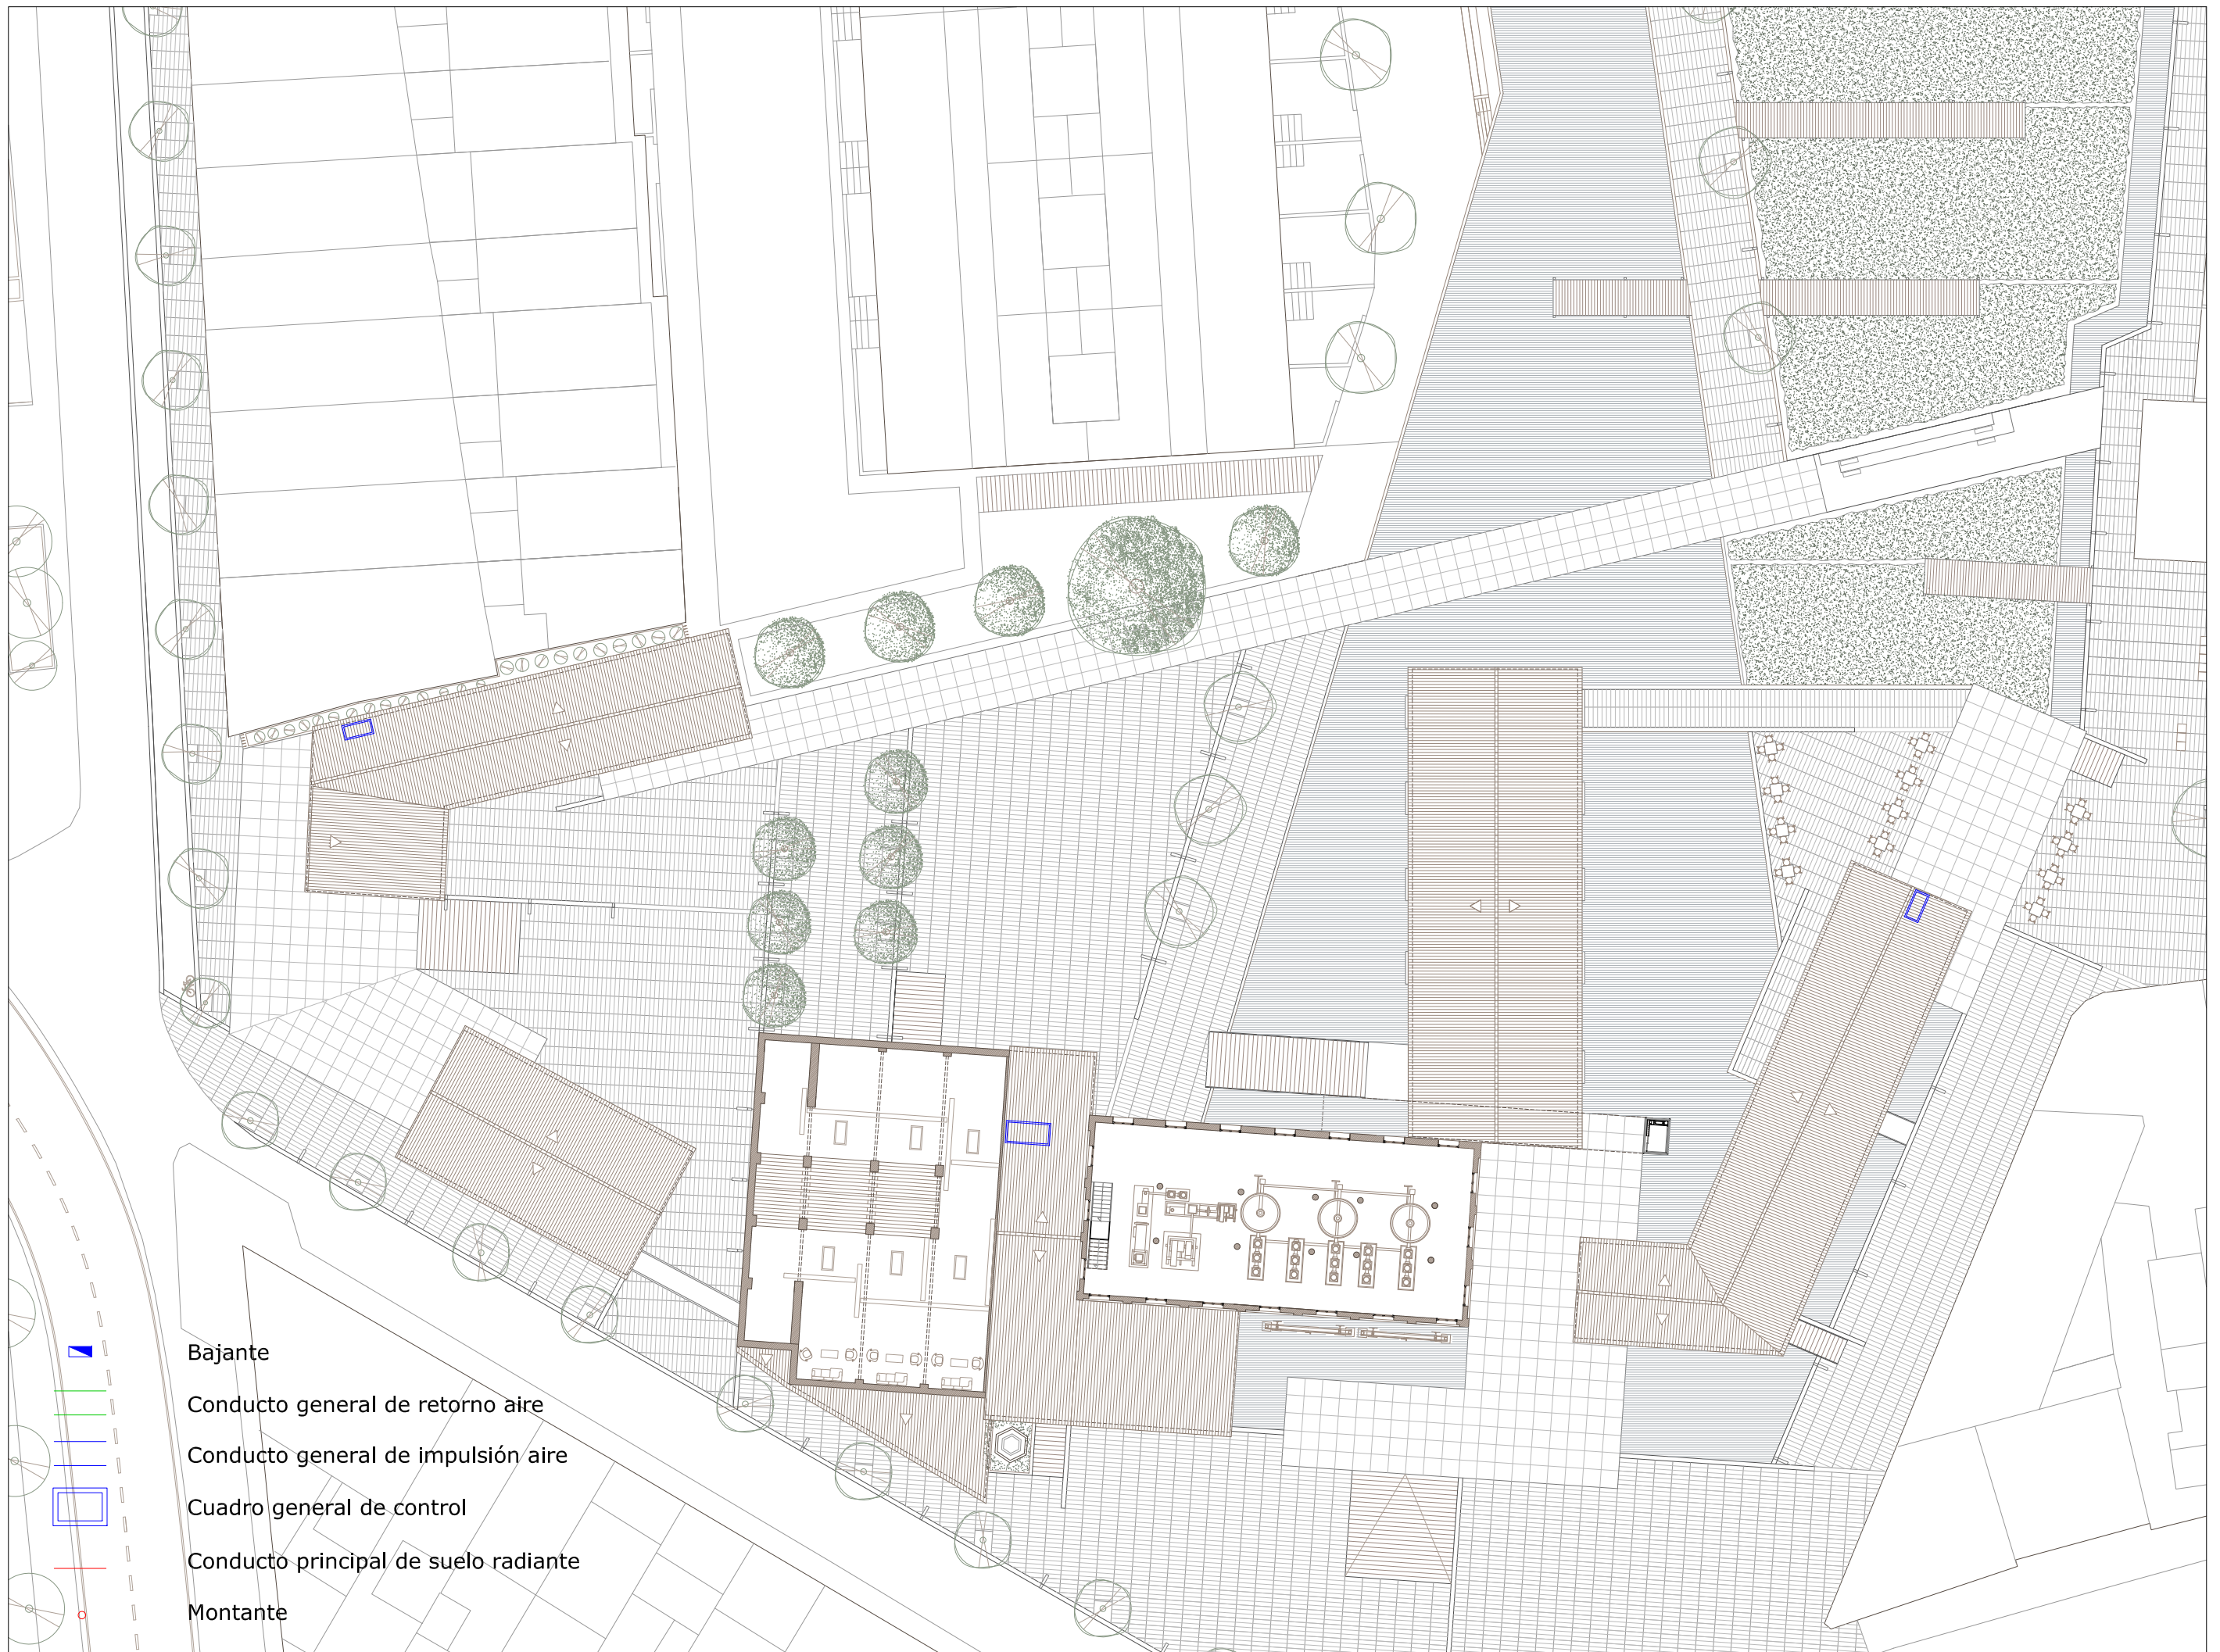 Bajante
Conducto general de retorno aire
Conducto general de impulsión aire
Cuadro general de control
Conducto principal de suelo radiante
Montante